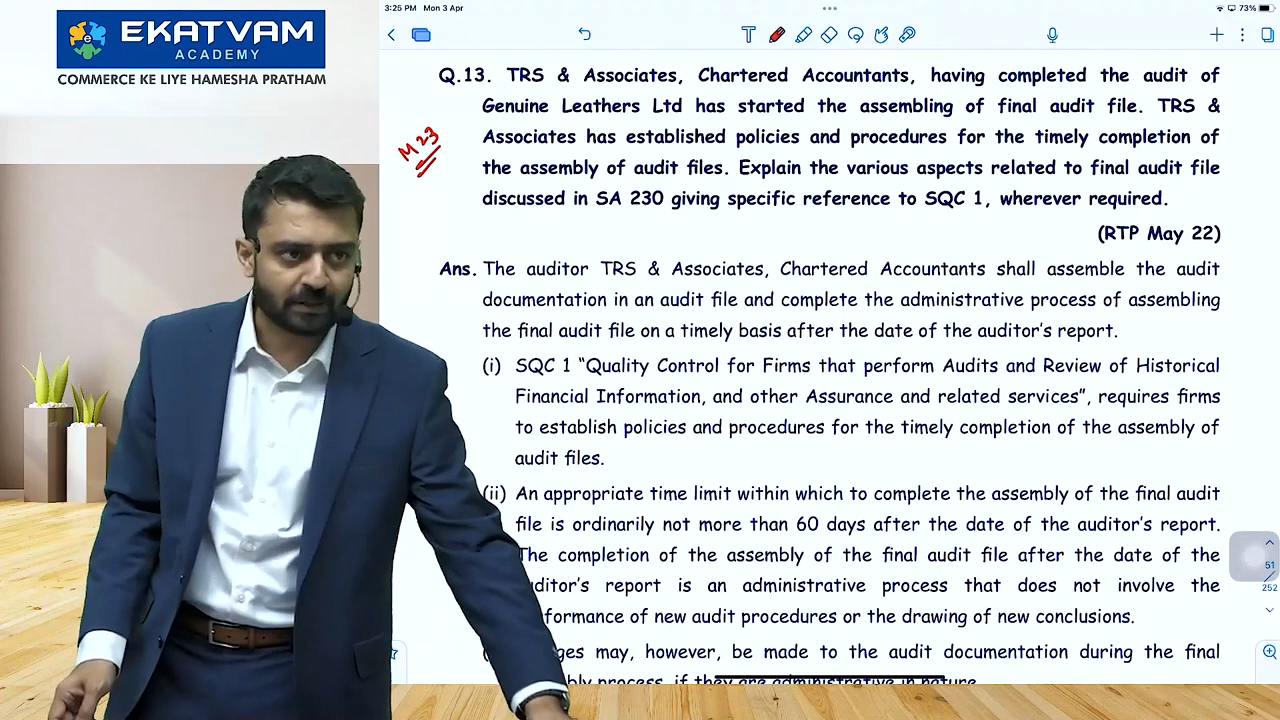 EKATVAM
ACADEMY
COMMERCE KE LIYE HAMESHA PRATHAM
3:25 PM Mon 3 Apr
73%
Q.13. TRS & Associates, Chartered Accountants, having completed the audit of
Genuine Leathers Ltd has started the assembling of final audit file. TRS &
Associates has established policies and procedures for the timely completion of
the assembly of audit files. Explain the various aspects related to final audit file
discussed in SA 230 giving specific reference to SQC 1, wherever required.
M23
(RTP May 22)
Ans. The auditor TRS & Associates, Chartered Accountants shall assemble the audit
documentation in an audit file and complete the administrative process of assembling
the final audit file on a timely basis after the date of the auditor's report.
(i) SQC 1 “Quality Control for Firms that perform Audits and Review of Historical
Financial Information, and other Assurance and related services”, requires firms
to establish policies and procedures for the timely completion of the assembly of
audit files.
(ii) An appropriate time limit within which to complete the assembly of the final audit
file is ordinarily not more than 60 days after the date of the auditor's report.
The completion of the assembly of the final audit file after the date of the
uditor's report is an administrative process that does not involve the
formance of new audit procedures or the drawing of new conclusions.
ges may, however, be made to the audit documentation during the final
bly process, if they are administrative in nature
51
252